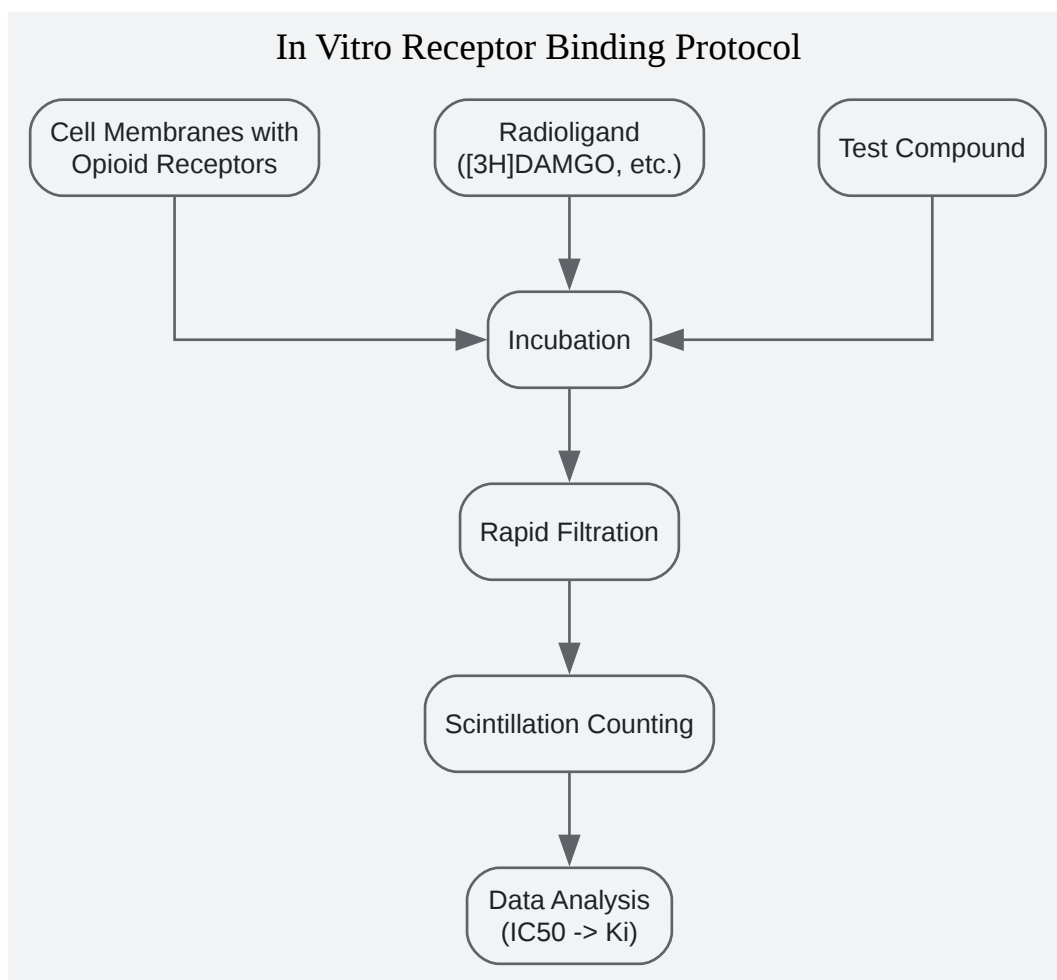 In Vitro Receptor Binding Protocol
Cell Membranes with
Opioid Receptors
Radioligand
([3H]DAMGO, etc.)
Test Compound
Incubation
Rapid Filtration
Scintillation Counting
Data Analysis
(IC50 -> Ki)